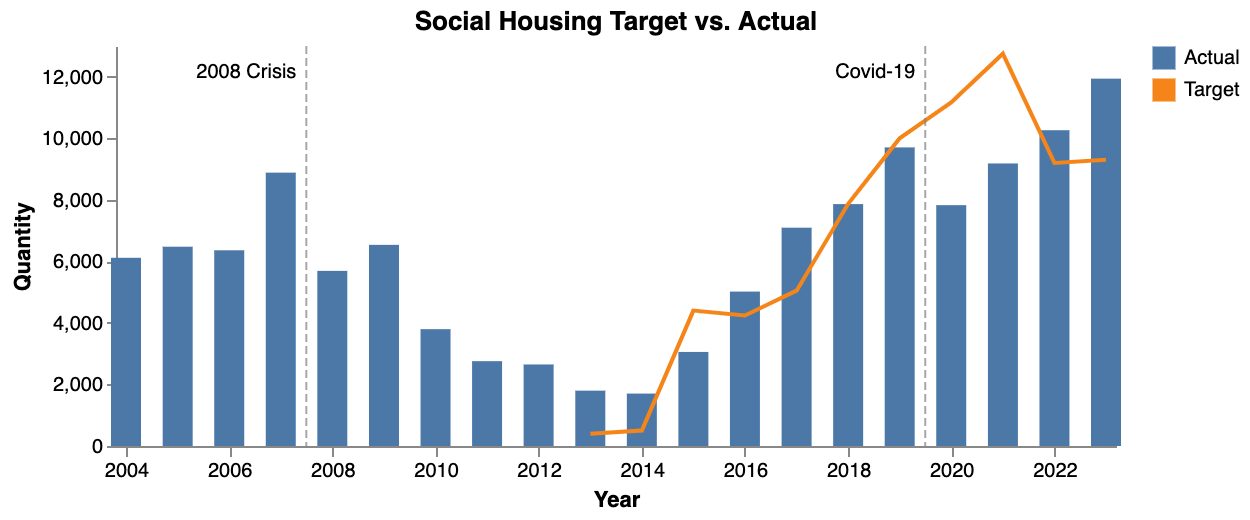 Social Housing Target vs. Actual
2008 Crisis
Covid-19
Actual
Target
Quantity
12,000
10,000
8,000
6,000
4,000
2,000
0
2004 2006 2008 2010 2012 2014 2016 2018 2020 2022
Year